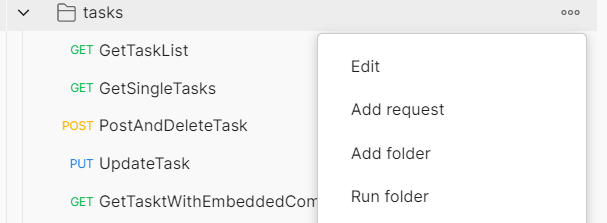 tasks
GET GetTaskList
GET GetSingleTasks
POST PostAndDeleteTask
PUT UpdateTask
GET GetTasktWithEmbeddedCom
Edit
Add request
Add folder
Run folder